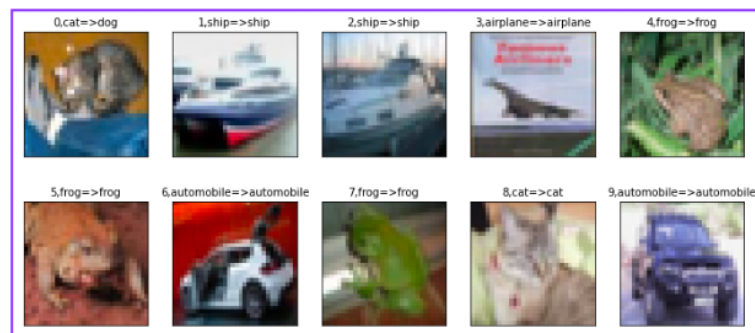 0,cat=>dog
1,ship=>ship
2,ship=>ship
3,airplane=>airplane
4,frog=>frog
5,frog=>frog
6,automobile=>automobile
7,frog=>frog
8,cat=>cat
9,automobile=>automobile